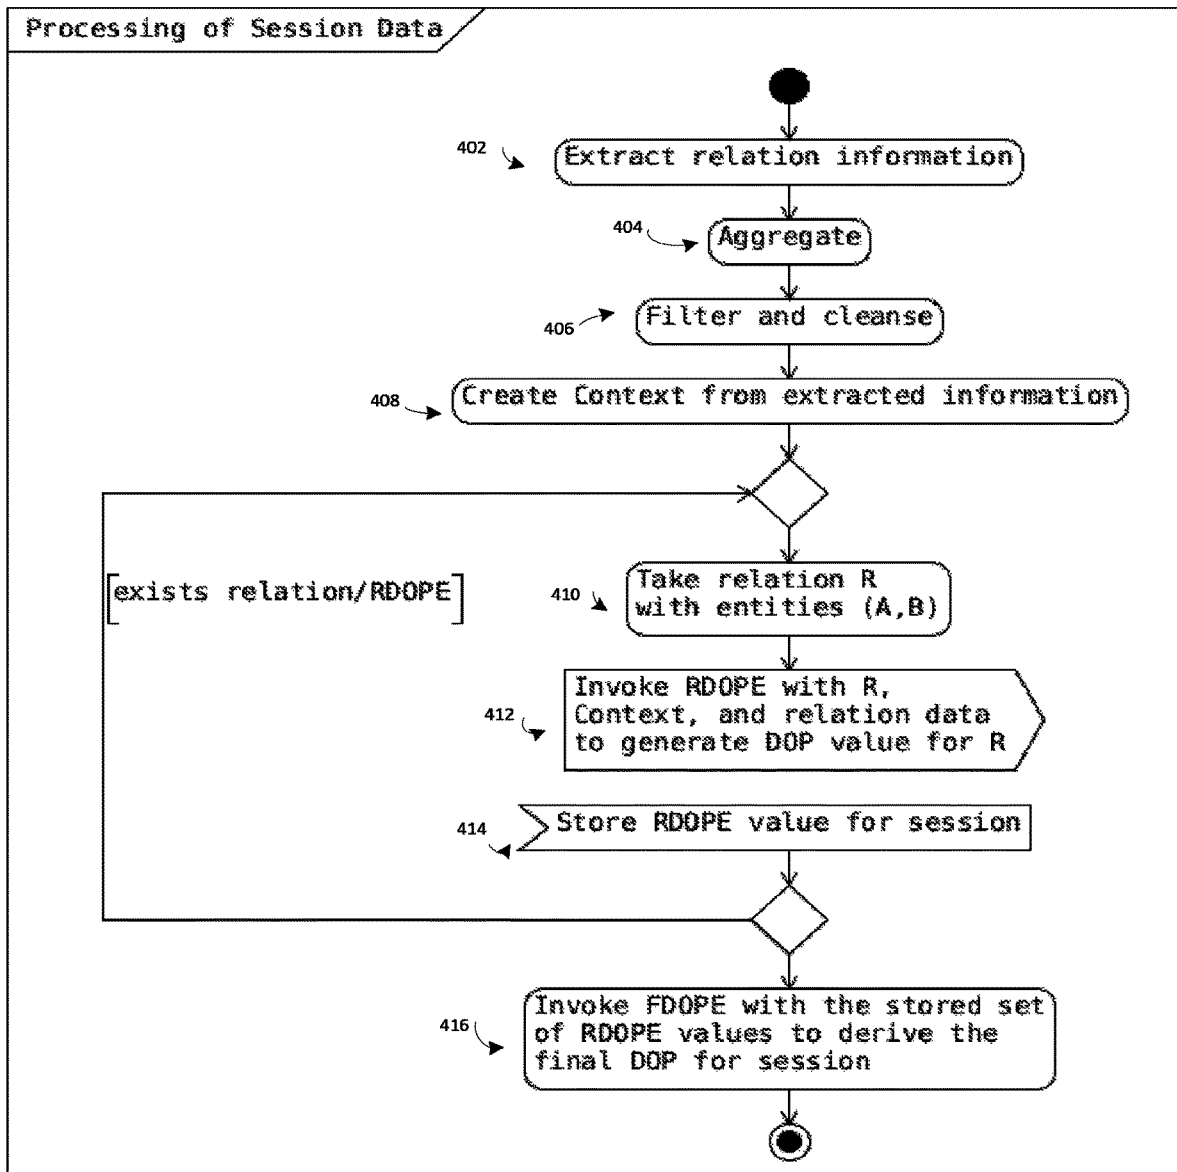 Processing of Session Data
402
Extract relation information
404
Aggregate
406
Filter and cleanse
408
Create Context from extracted information
[exists relation/RDOPE]
410
Take relation R
with entities (A,B)
412
Invoke RDOPE with R,
Context, and relation data
to generate DOP value for R
414
Store RDOPE value for session
416
Invoke FDOPE with the stored set
of RDOPE values to derive the
final DOP for session